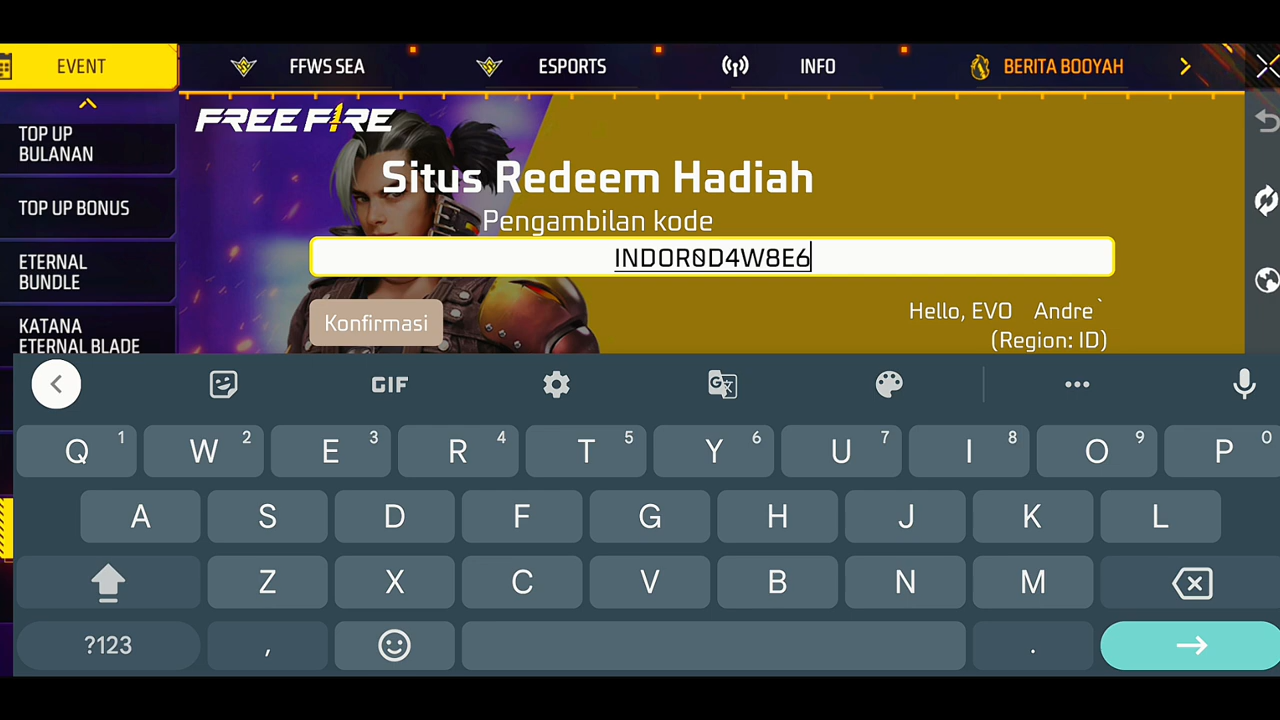 EVENT
FFWS SEA
ESPORTS
INFO
BERITA BOOYAH
TOP UP
BULANAN
TOP UP BONUS
ETERNAL
BUNDLE
KATANA
ETERNAL BLADE
FREE FIRE
Situs Redeem Hadiah
Pengambilan kode
INDOR0D4W8E6
Konfirmasi
Hello, EVO Andre`
(Region: ID)
GIF
Q 1 W 2 E 3 R 4 T 5 Y 6 U 7 I 8 O 9 P 0
A S D F G H J K L
Z X C V B N M
?123 , .